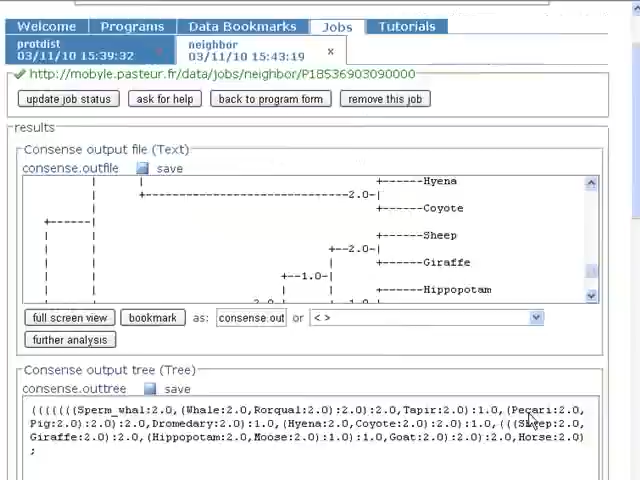 Welcome Programs Data Bookmarks Jobs Tutorials
protdist neighbor
03/11/10 15:39:32 x 03/11/10 15:43:19 x
http://mobyle.pasteur.fr/data/jobs/neighbor/P18536903090000
update job status ask for help back to program form remove this job
results
Consense output file (Text)
consense.outfile save
| | +------Hyena
| +--------------------------2.0-|
| +------Coyote
+------|
| | +------Sheep
| | +--2.0-|
| | | +------Giraffe
| | +--1.0-|
| | | | +------Hippopotam
full screen view bookmark as: consense.out or < >
further analysis
Consense output tree (Tree)
consense.outtree save
(((((((Sperm_whal:2.0,(Whale:2.0,Rorqual:2.0):2.0):2.0,Tapir:2.0):1.0,(Pecari:2.0,
Pig:2.0):2.0):2.0,Dromedary:2.0):1.0,(Hyena:2.0,Coyote:2.0):2.0):1.0,(((Sheep:2.0,
Giraffe:2.0):2.0,(Hippopotam:2.0,Moose:1.0):1.0):1.0,Goat:2.0):2.0):2.0,Horse:2.0)
;